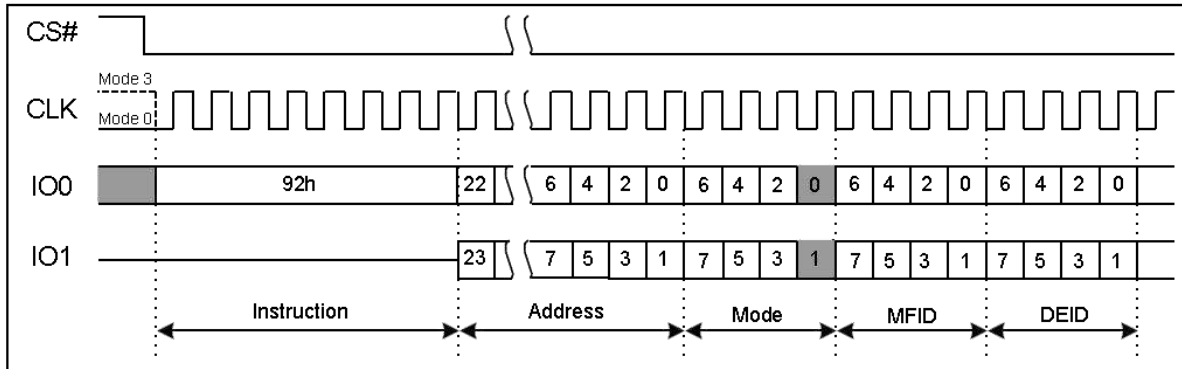 CS#
Mode 3
CLK
Mode 0
IO0 92h 22 6 4 2 0 6 4 2 0 6 4 2 0 6 4 2 0
IO1 23 7 5 3 1 7 5 3 1 7 5 3 1 7 5 3 1
Instruction Address Mode MFID DEID